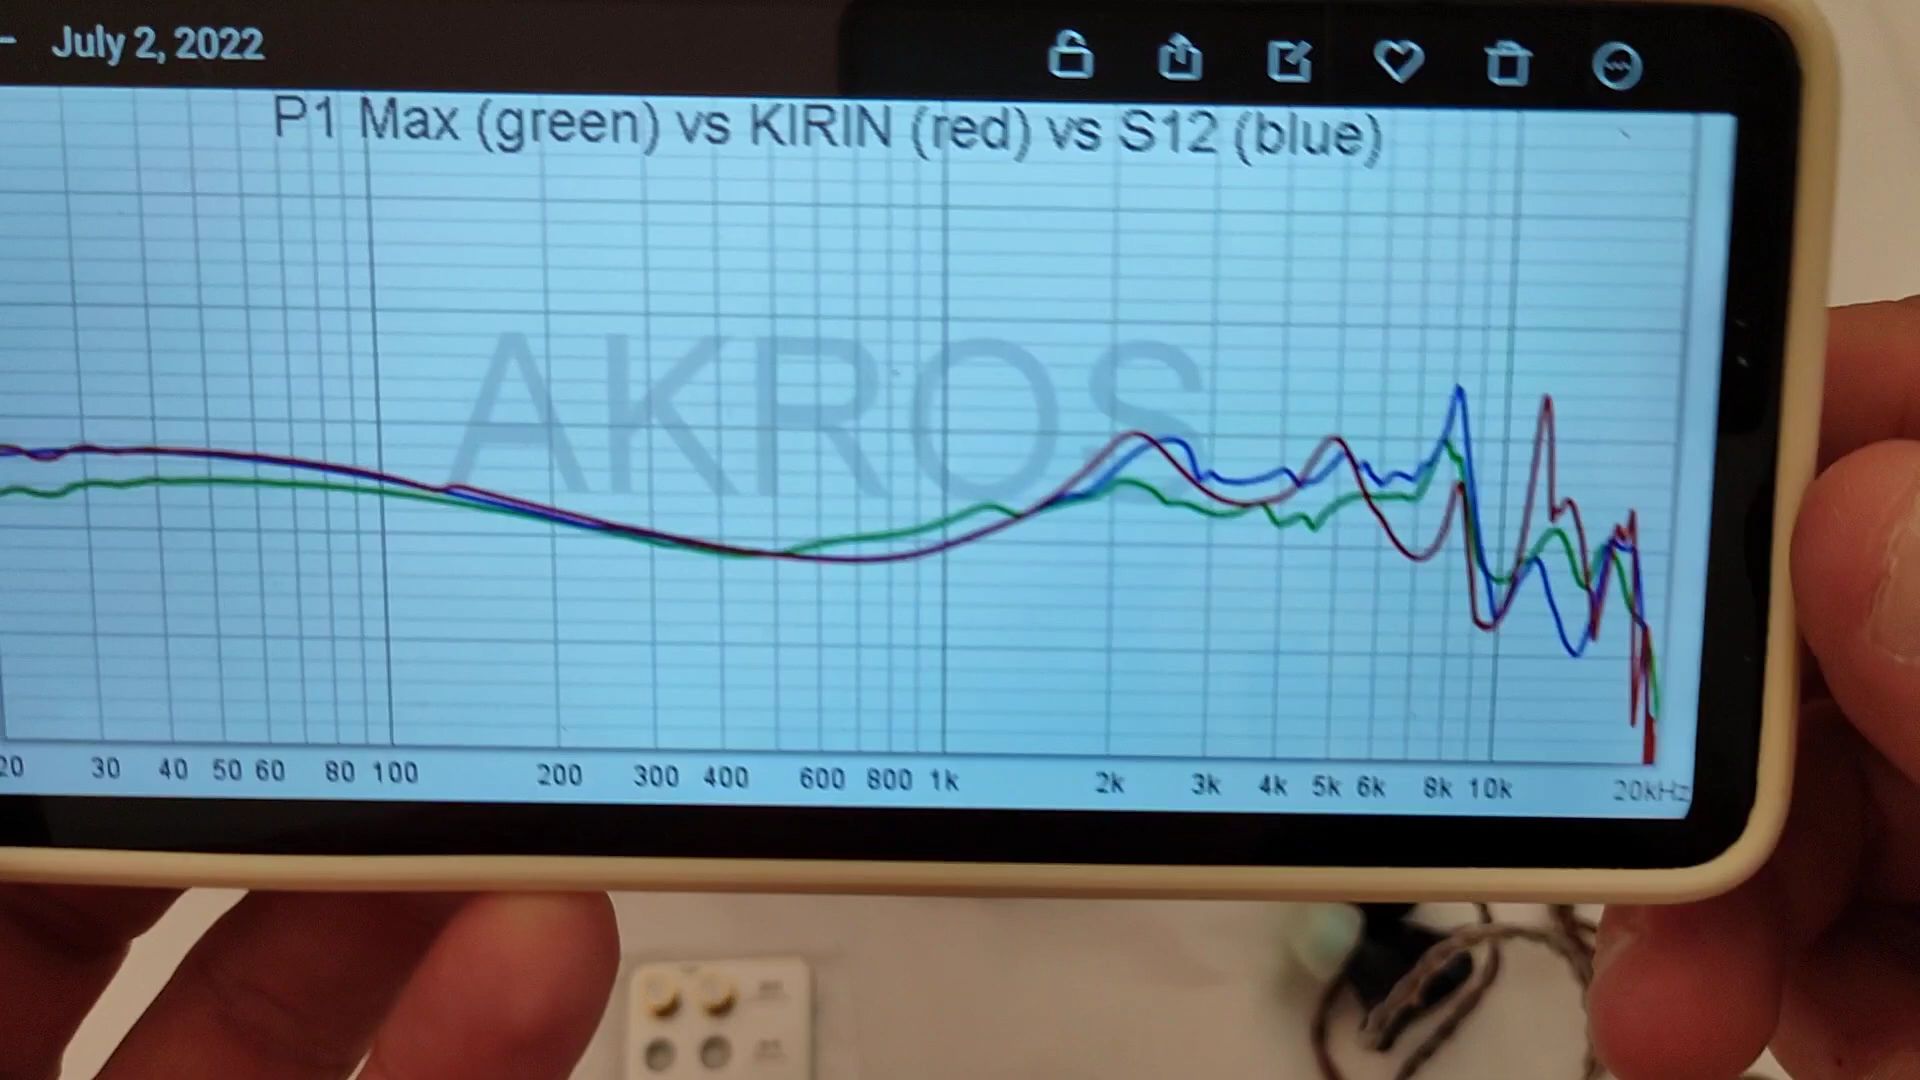 July 2, 2022
P1 Max (green) vs KIRIN (red) vs S12 (blue)
AKROS
20 30 40 50 60 80 100 200 300 400 600 800 1k 2k 3k 4k 5k 6k 8k 10k 20kHz